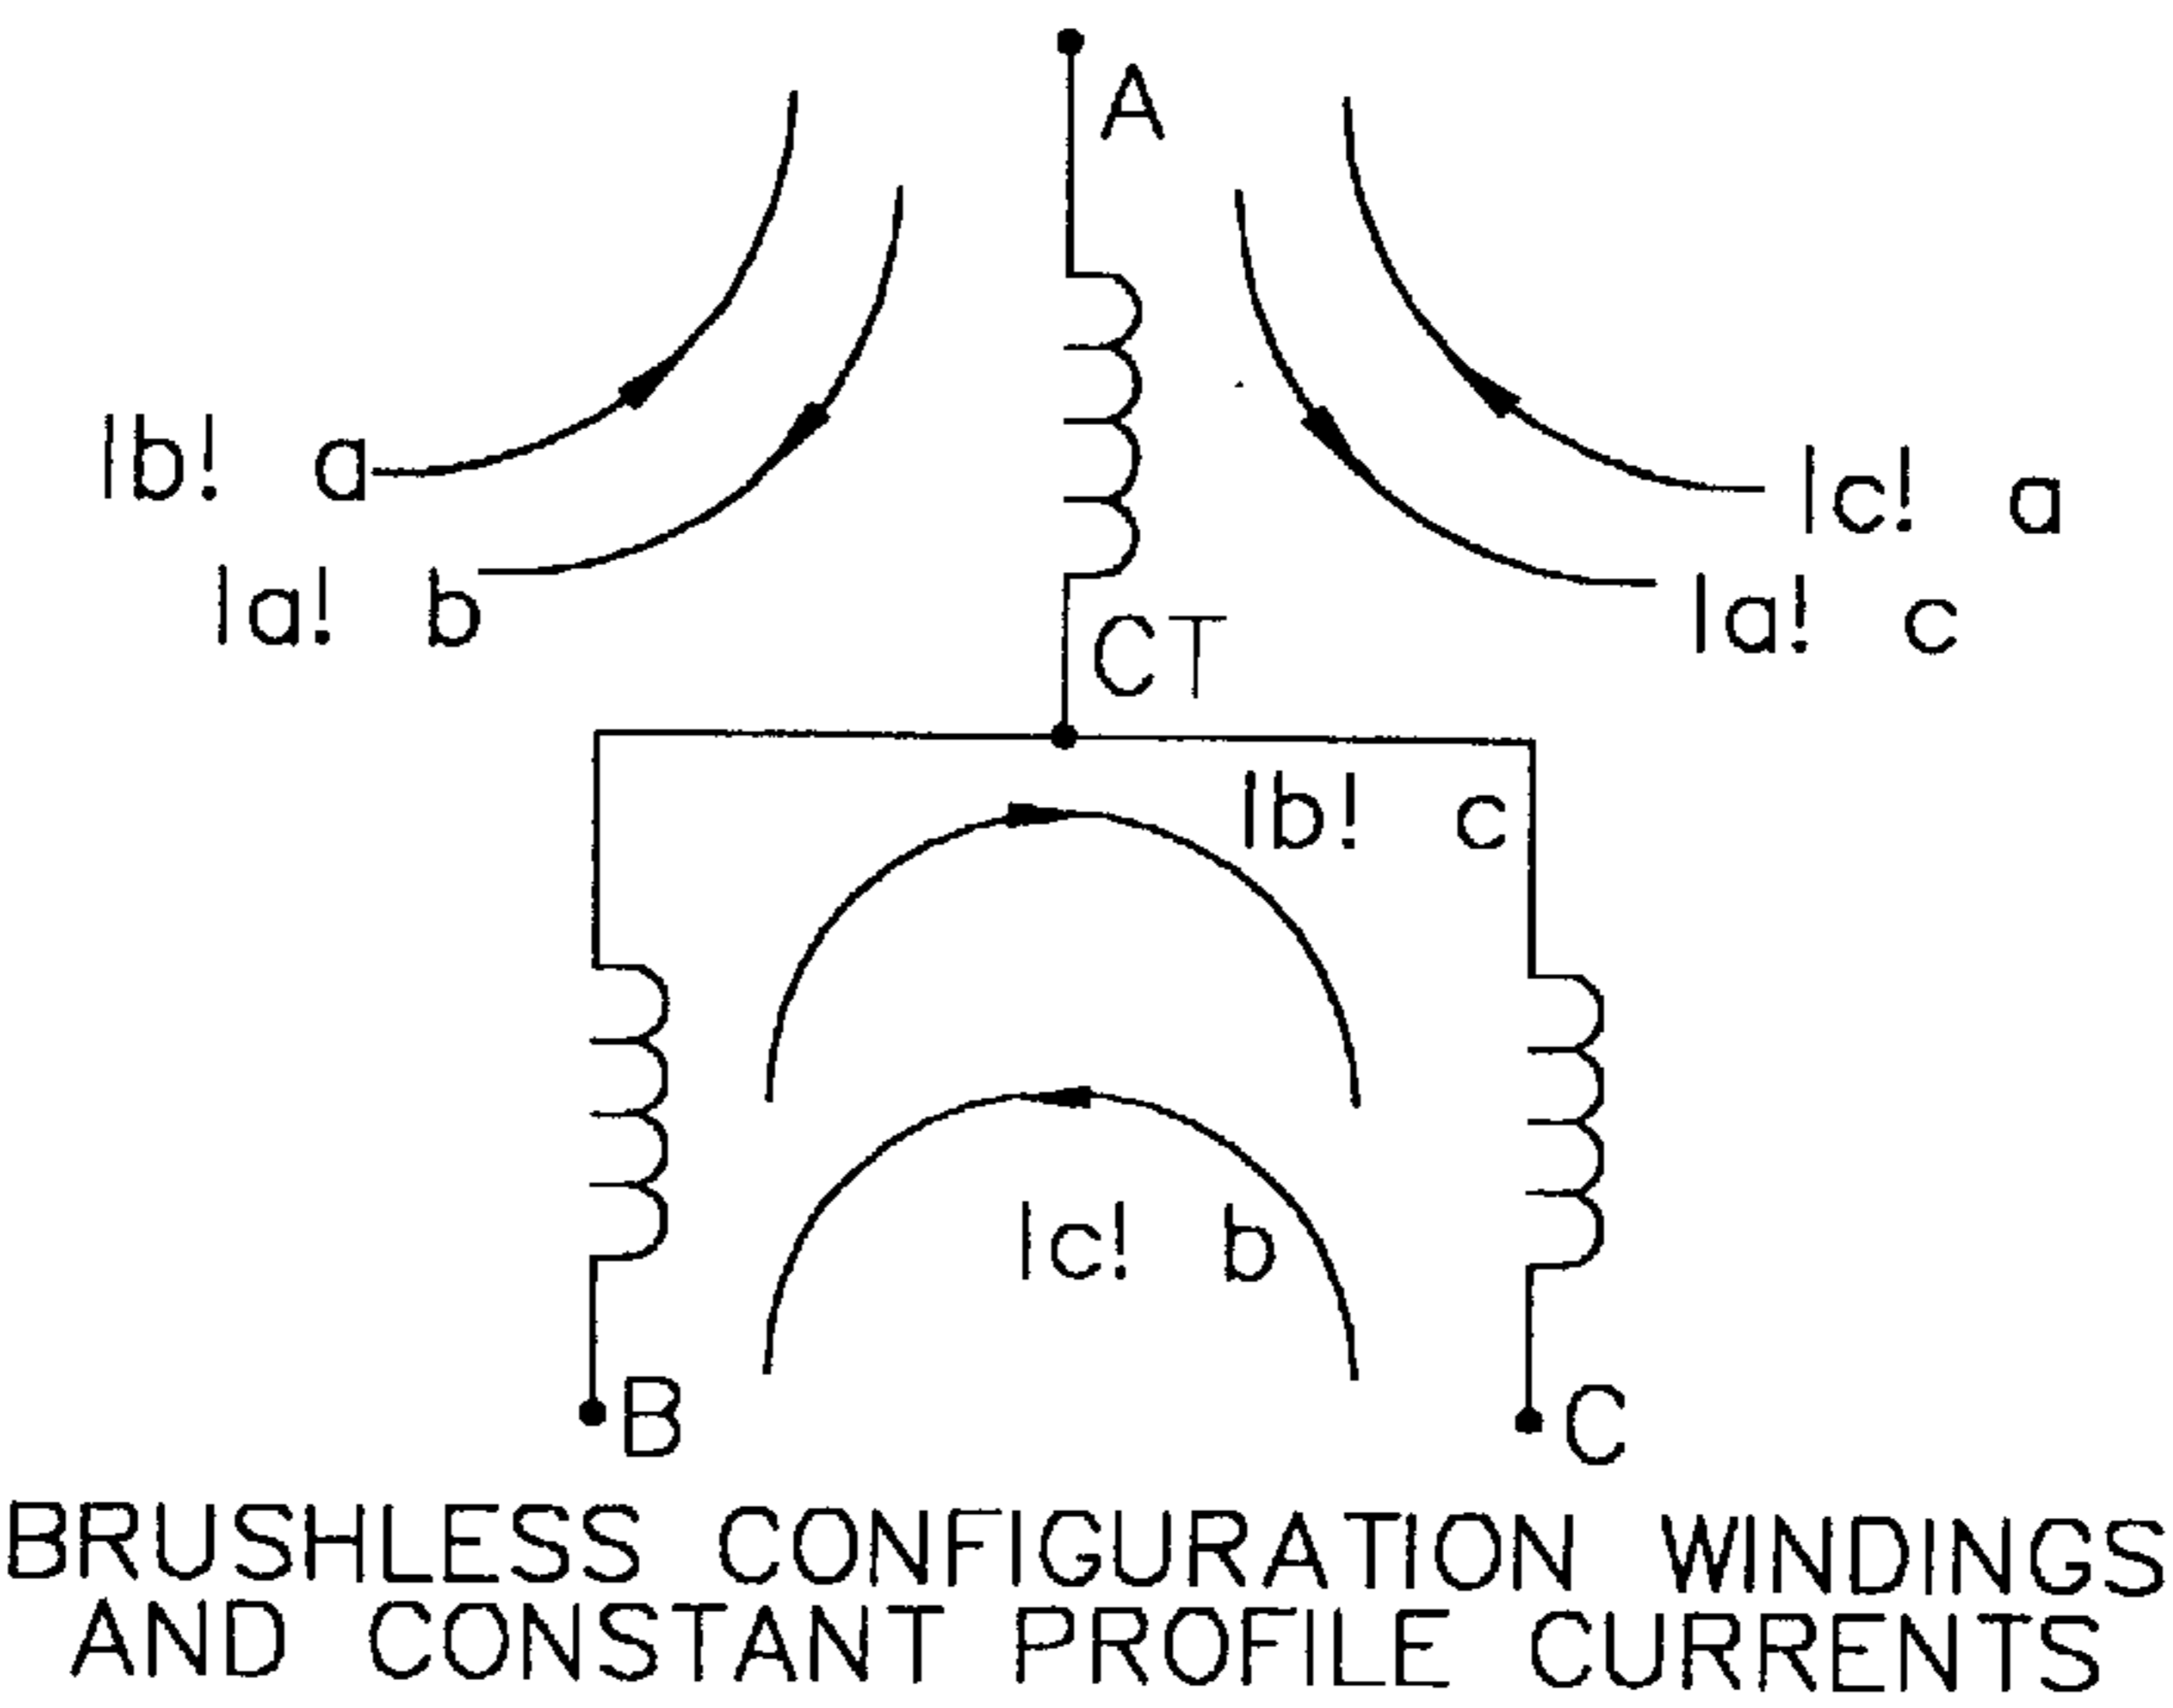 A
Ib! a
Ic! a
Ia! b
Ia! c
CT
Ib! c
Ic! b
B
C
BRUSHLESS CONFIGURATION WINDINGS
AND CONSTANT PROFILE CURRENTS